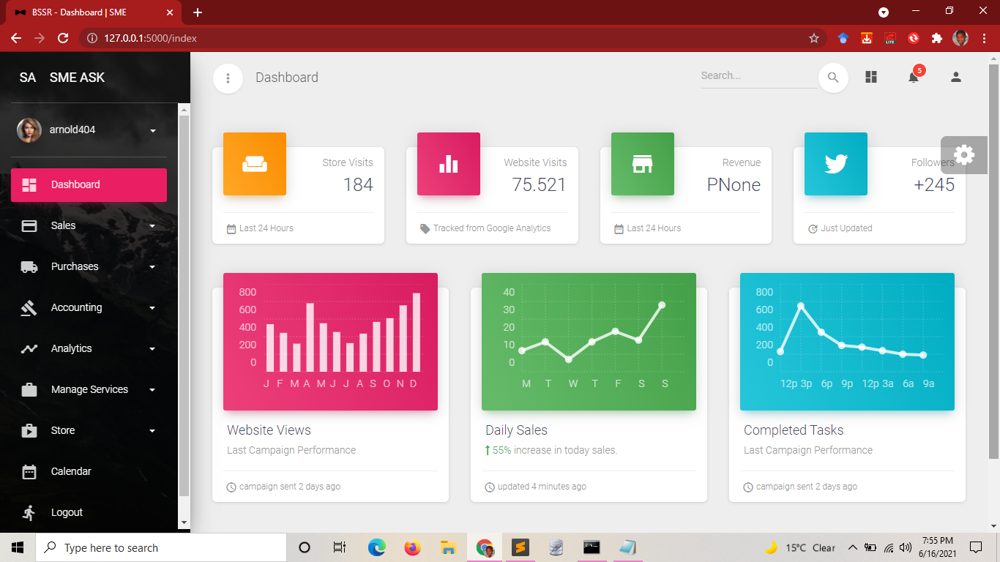 BSSR - Dashboard | SME
127.0.0.1:5000/index
LITE
SA SME ASK
arnold404
Dashboard
Sales
Purchases
Accounting
Analytics
Manage Services
Store
Calendar
Logout
Dashboard
Search...
5
Store Visits
184
Last 24 Hours
Website Visits
75.521
Tracked from Google Analytics
Revenue
PNone
Last 24 Hours
Followers
+245
Just Updated
800
600
400
200
0
J F M A M J J A S O N D
Website Views
Last Campaign Performance
campaign sent 2 days ago
40
30
20
10
0
M T W T F S S
Daily Sales
55% increase in today sales.
updated 4 minutes ago
800
600
400
200
0
12p 3p 6p 9p 12p 3a 6a 9a
Completed Tasks
Last Campaign Performance
campaign sent 2 days ago
Type here to search
15°C Clear
7:55 PM
6/16/2021